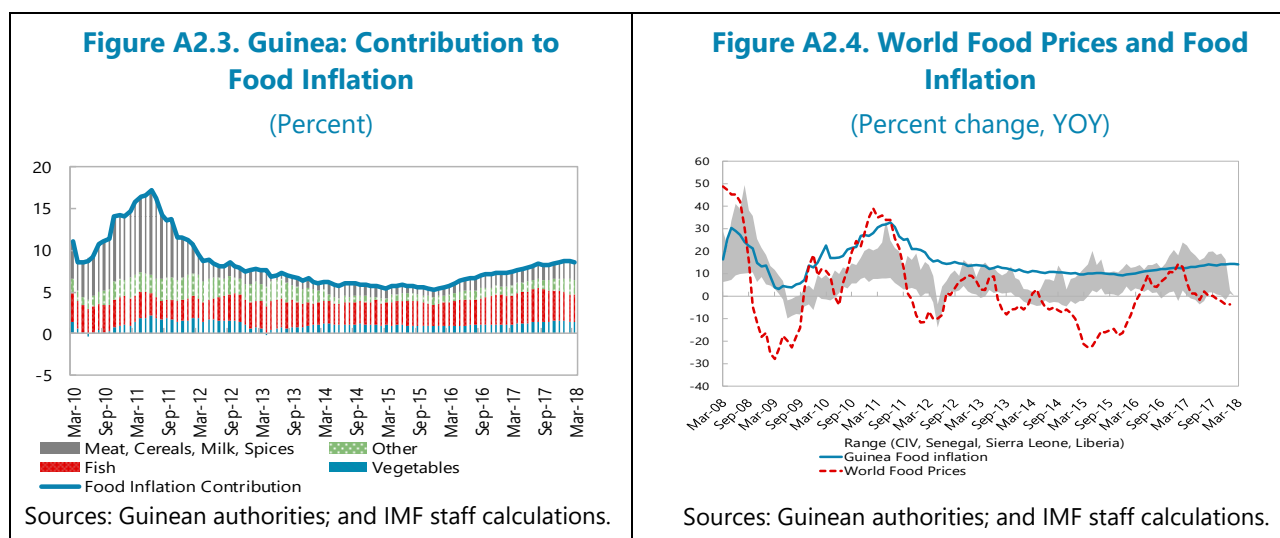 Figure A2.3. Guinea: Contribution to
Food Inflation
(Percent)
20
15
10
5
0
-5
Mar-10
Sep-10
Mar-11
Sep-11
Mar-12
Sep-12
Mar-13
Sep-13
Mar-14
Sep-14
Mar-15
Sep-15
Mar-16
Sep-16
Mar-17
Sep-17
Mar-18
Meat, Cereals, Milk, Spices
Other
Fish
Vegetables
Food Inflation Contribution
Sources: Guinean authorities; and IMF staff calculations.
Figure A2.4. World Food Prices and Food
Inflation
(Percent change, YOY)
60
50
40
30
20
10
0
-10
-20
-30
-40
Mar-08
Sep-08
Mar-09
Sep-09
Mar-10
Sep-10
Mar-11
Sep-11
Mar-12
Sep-12
Mar-13
Sep-13
Mar-14
Sep-14
Mar-15
Sep-15
Mar-16
Sep-16
Mar-17
Sep-17
Mar-18
Range (CIV, Senegal, Sierra Leone, Liberia)
Guinea Food inflation
World Food Prices
Sources: Guinean authorities; and IMF staff calculations.